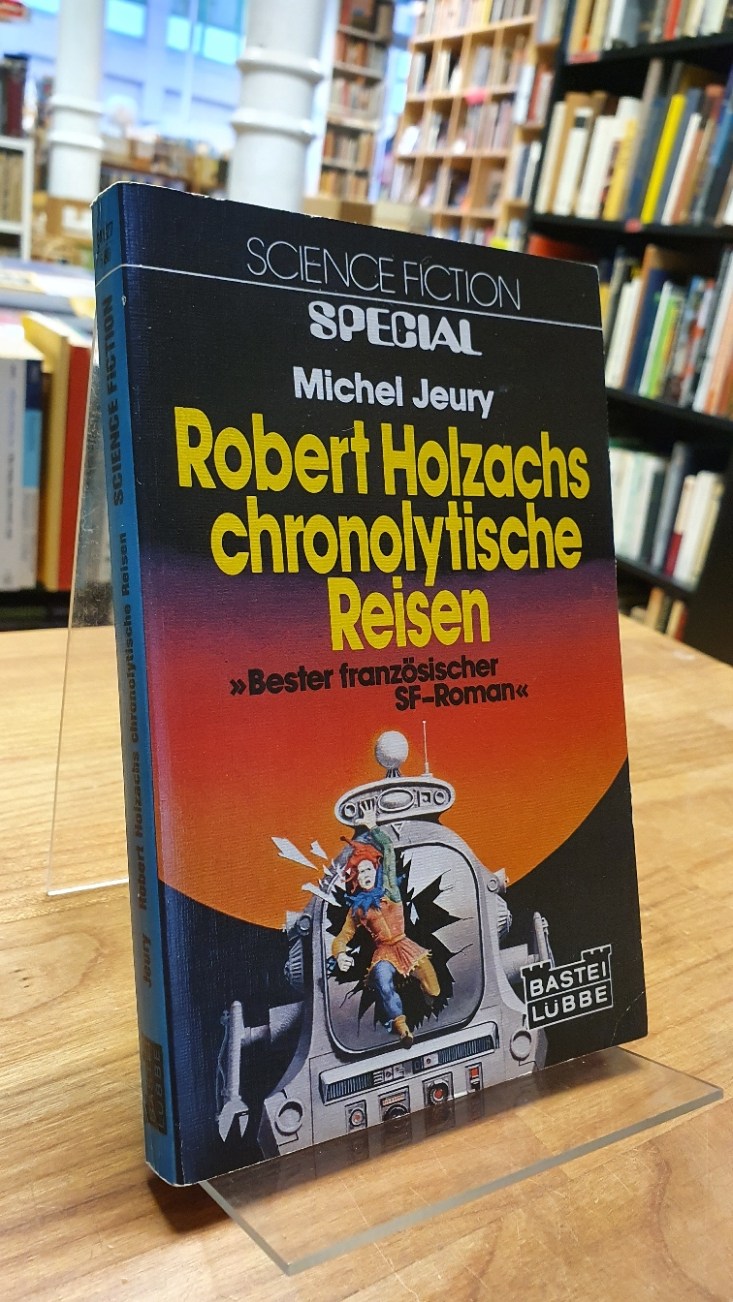 SCIENCE FICTION
SPECIAL
Michel Jeury
Robert Holzachs
chronolytische
Reisen
»Bester französischer
SF-Roman«
BASTEI
LÜBBE
Jeury Robert Holzachs chronolytische Reisen SCIENCE FICTION